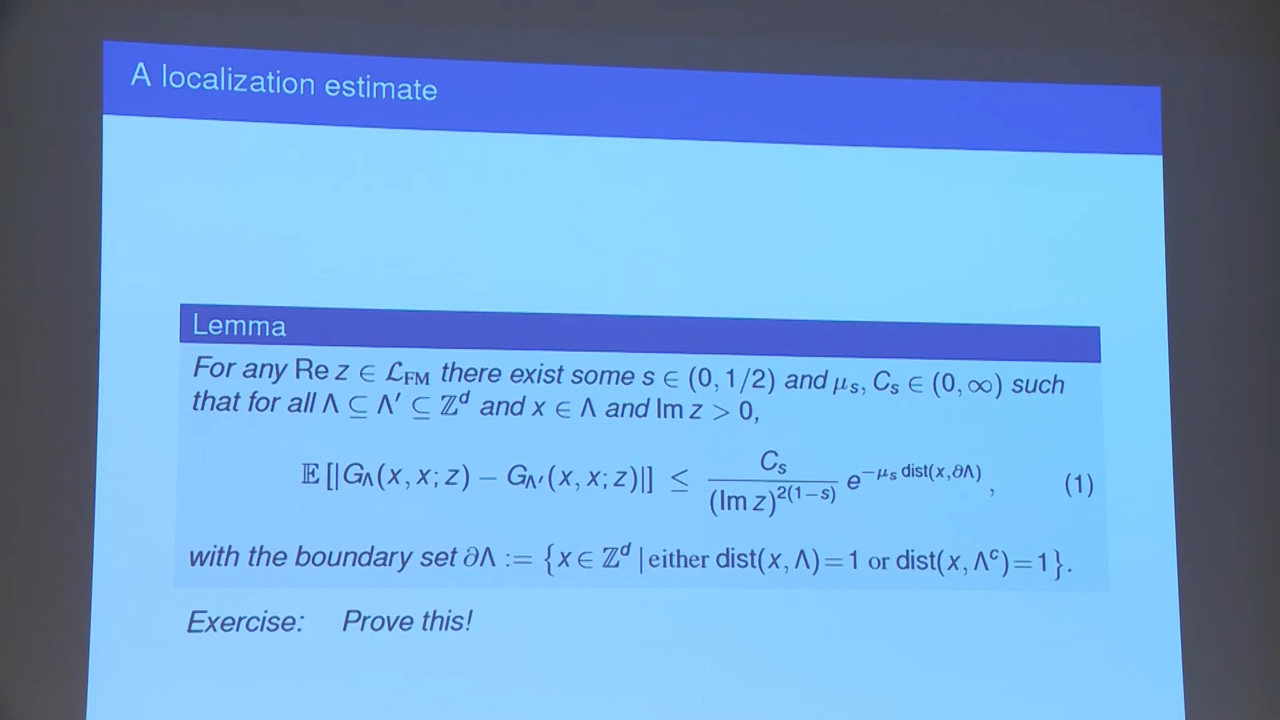 A localization estimate
Lemma
For any Re z ∈ ℒ_FM there exist some s ∈ (0, 1/2) and μ_s, C_s ∈ (0, ∞) such
that for all Λ ⊆ Λ′ ⊆ ℤ^d and x ∈ Λ and Im z > 0,
𝔼 [|G_Λ(x, x; z) − G_Λ′(x, x; z)|] ≤ C_s / (Im z)^{2(1−s)} e^{−μ_s dist(x,∂Λ)} , (1)
with the boundary set ∂Λ := {x ∈ ℤ^d | either dist(x, Λ)=1 or dist(x, Λ^c)=1}.
Exercise: Prove this!